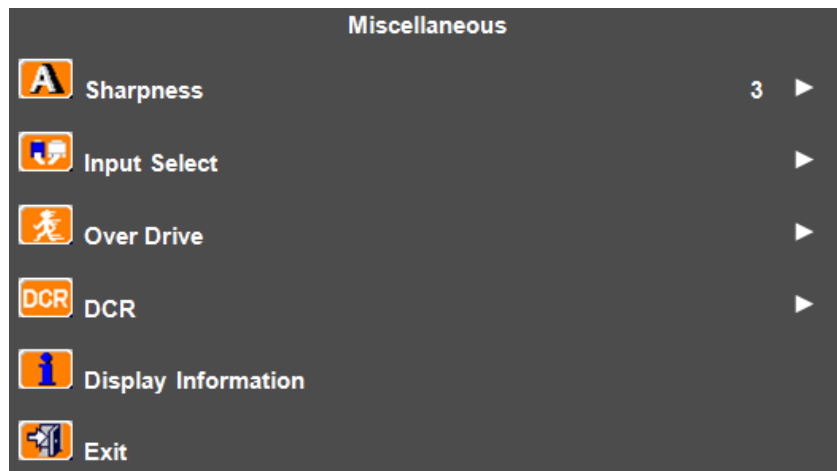 Miscellaneous
A Sharpness 3
Input Select
Over Drive
DCR DCR
i Display Information
Exit